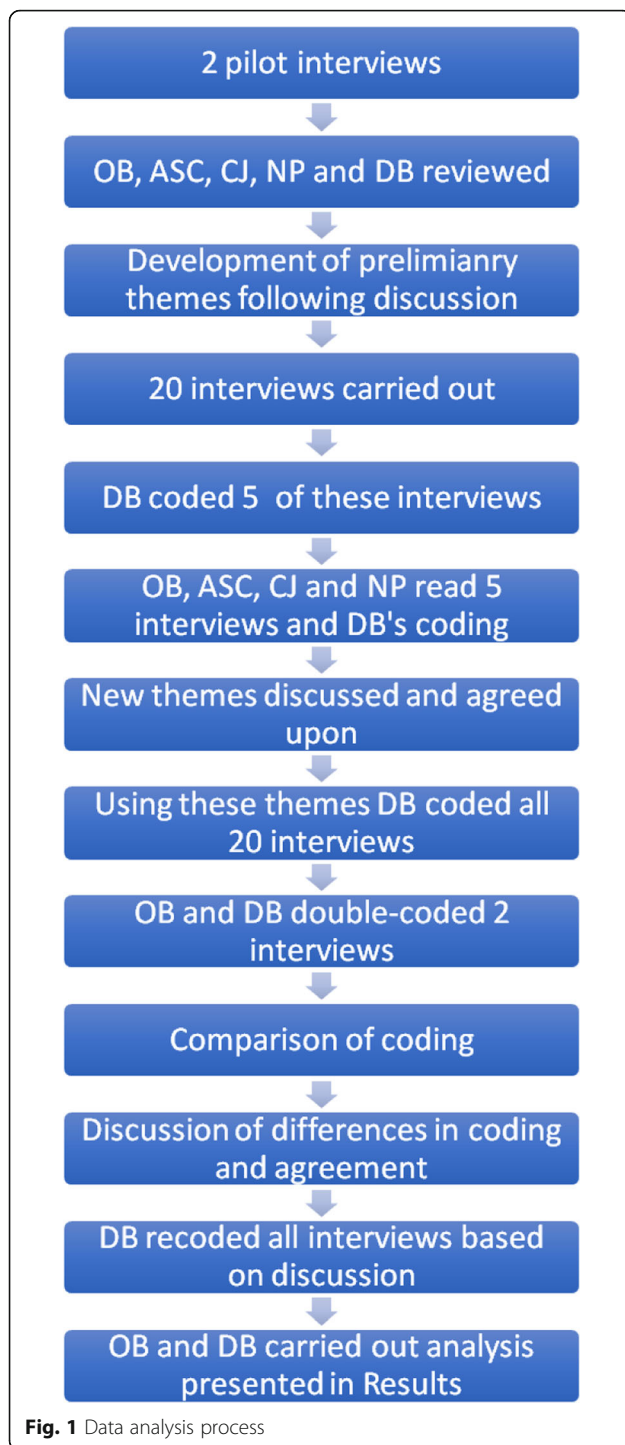 2 pilot interviews
OB, ASC, CJ, NP and DB reviewed
Development of prelimianry
themes following discussion
20 interviews carried out
DB coded 5 of these interviews
OB, ASC, CJ and NP read 5
interviews and DB's coding
New themes discussed and agreed
upon
Using these themes DB coded all
20 interviews
OB and DB double-coded 2
interviews
Comparison of coding
Discussion of differences in coding
and agreement
DB recoded all interviews based
on discussion
OB and DB carried out analysis
presented in Results
Fig. 1 Data analysis process